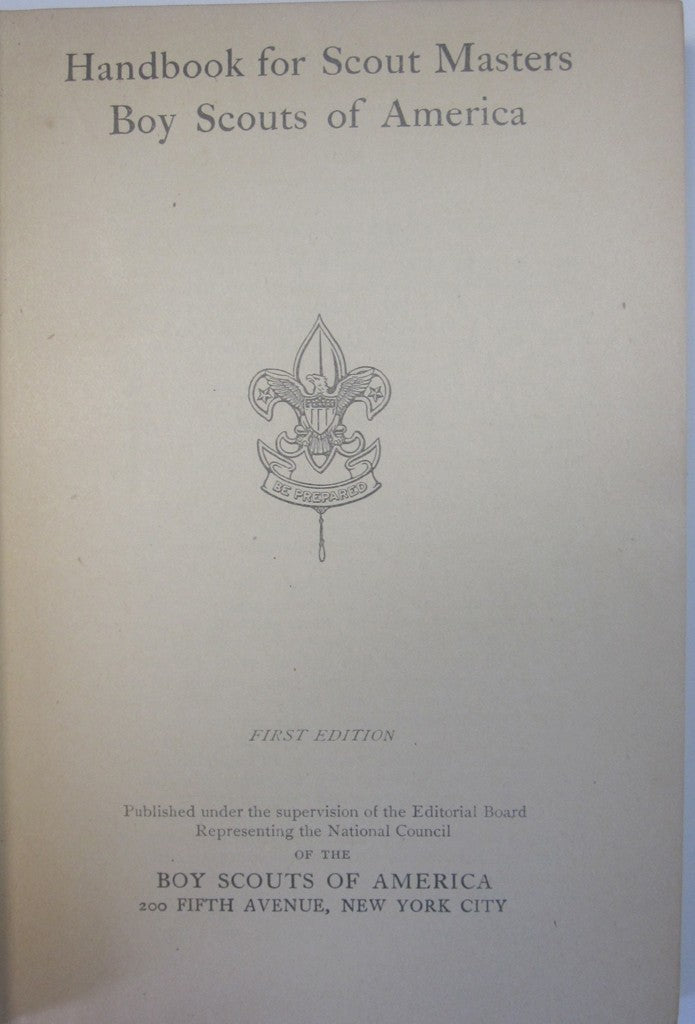 Handbook for Scout Masters
Boy Scouts of America
BE PREPARED
FIRST EDITION
Published under the supervision of the Editorial Board
Representing the National Council
OF THE
BOY SCOUTS OF AMERICA
200 FIFTH AVENUE, NEW YORK CITY